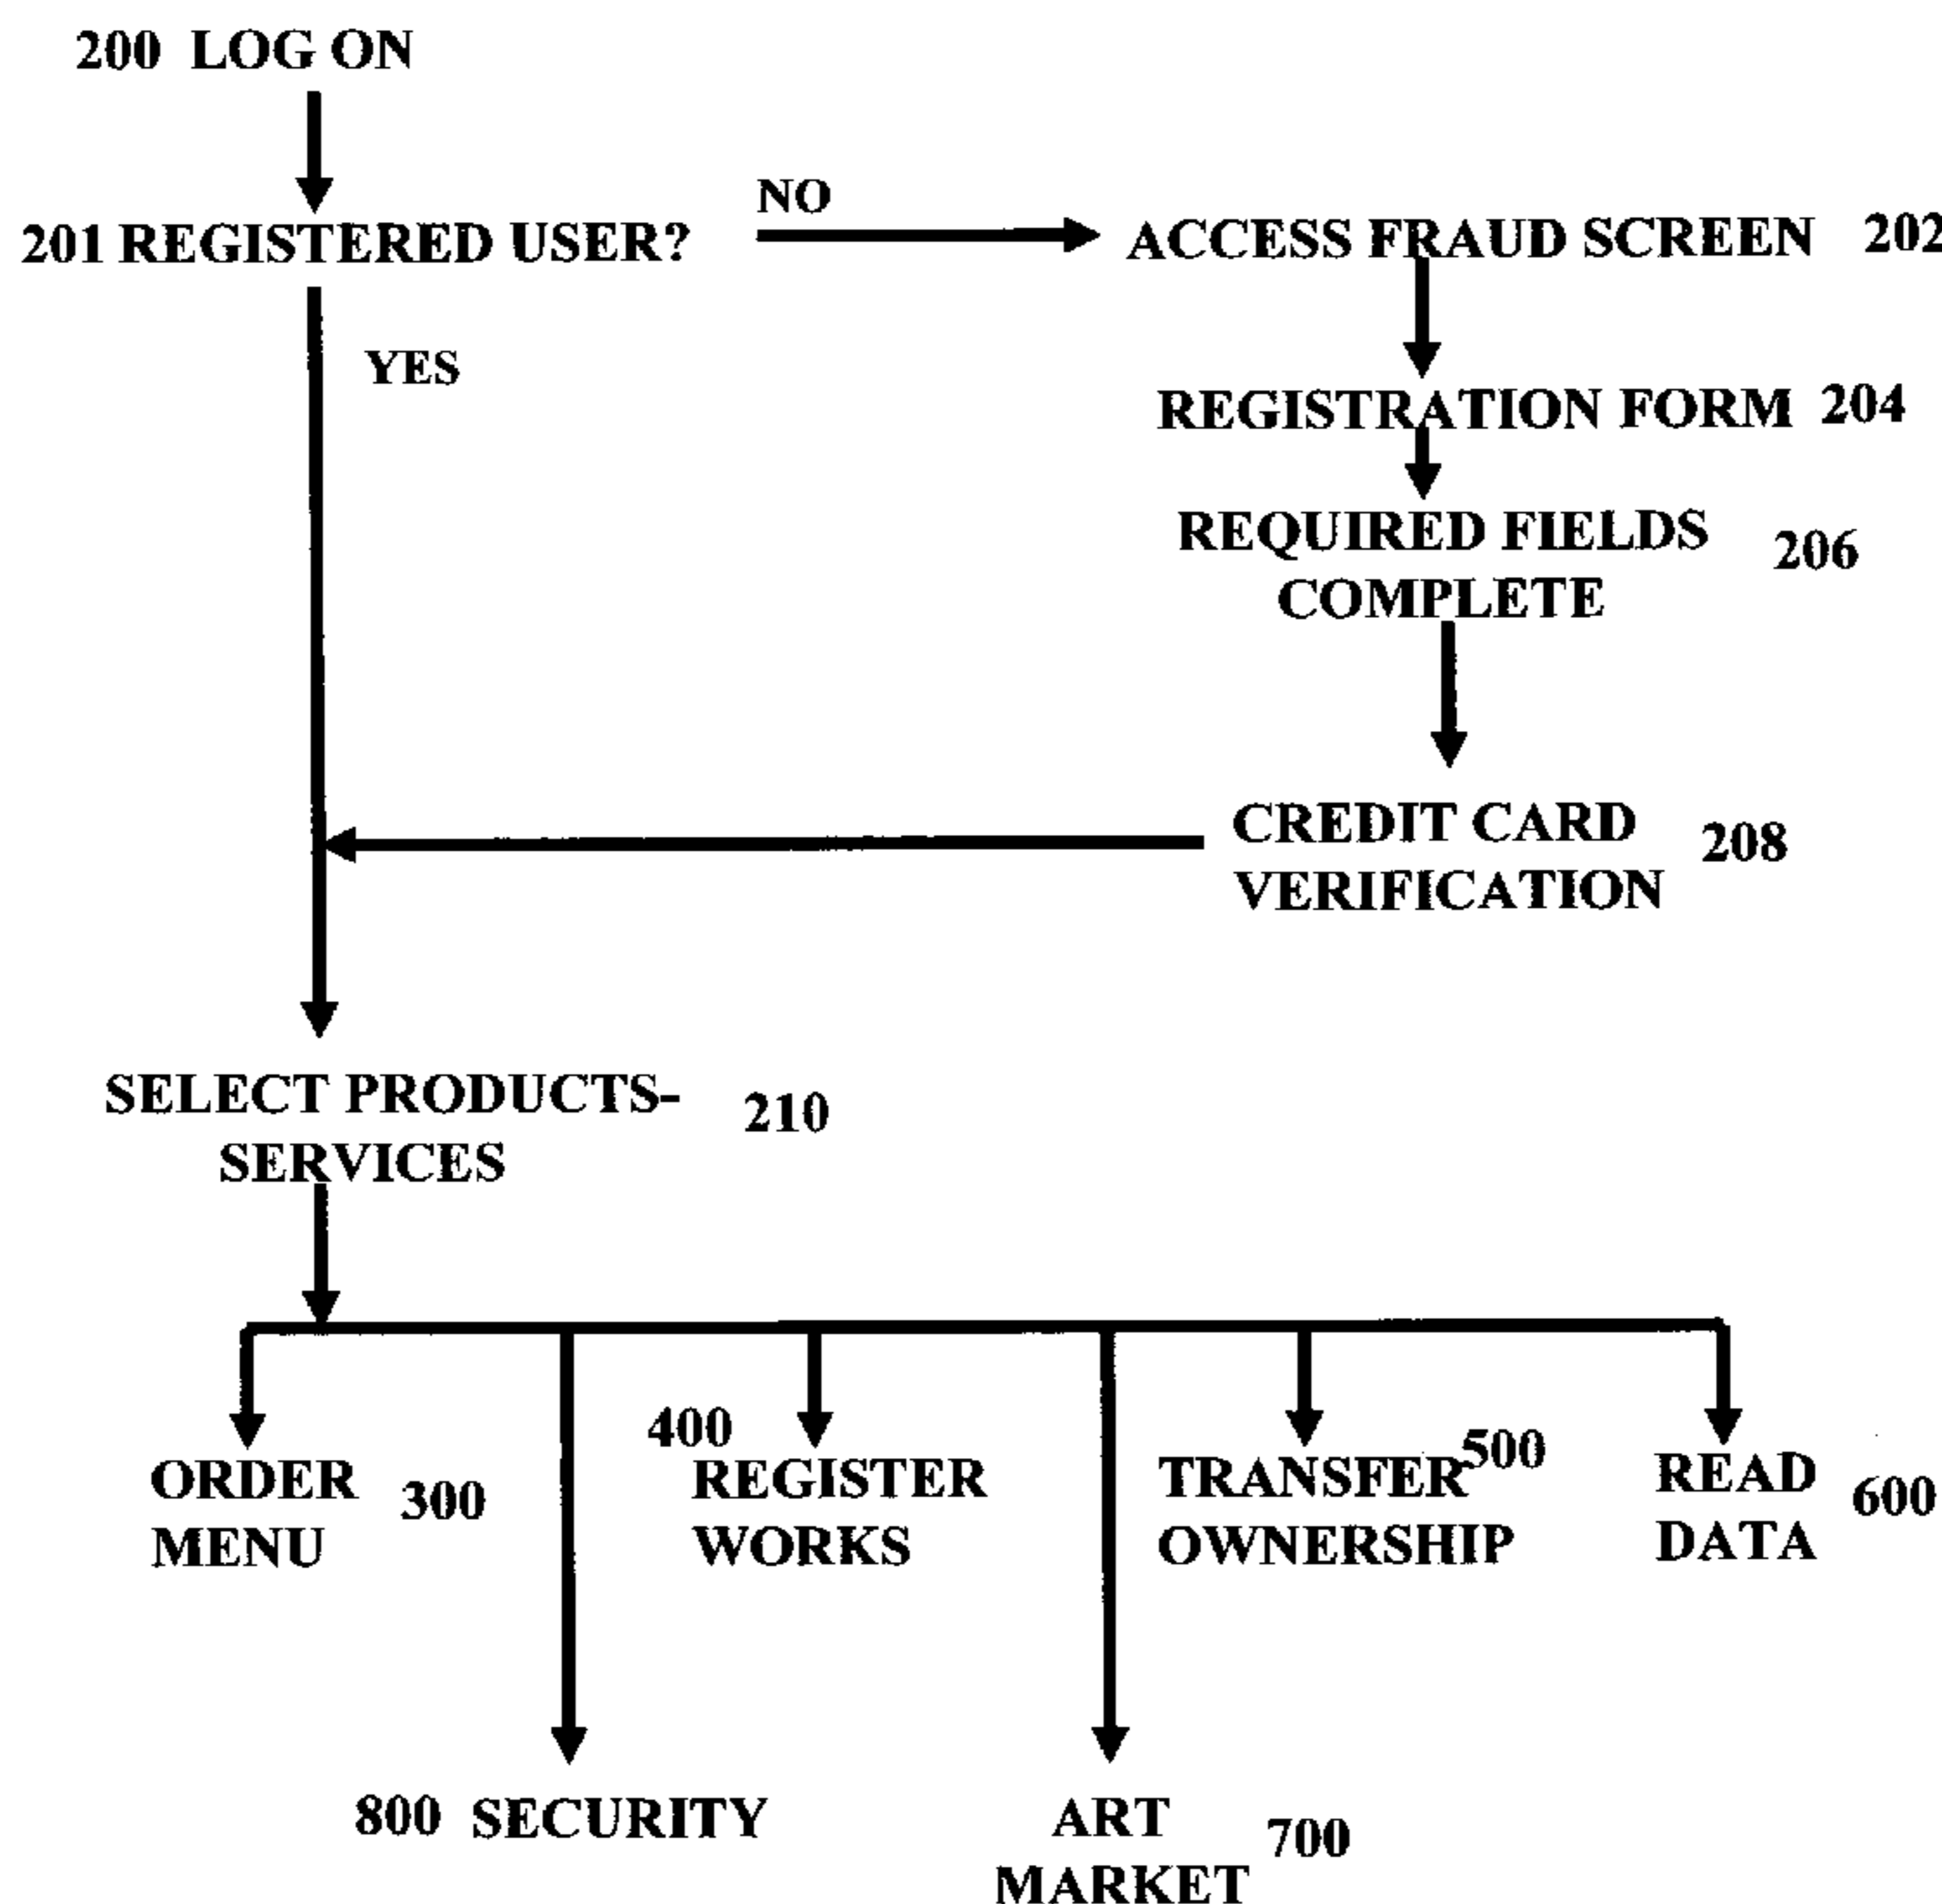 200 LOG ON
NO
201 REGISTERED USER?
ACCESS FRAUD SCREEN 202
YES
REGISTRATION FORM 204
REQUIRED FIELDS 206
COMPLETE
CREDIT CARD 208
VERIFICATION
SELECT PRODUCTS- 210
SERVICES
ORDER 300
MENU
400
REGISTER
WORKS
TRANSFER 500
OWNERSHIP
READ 600
DATA
800 SECURITY
ART 700
MARKET